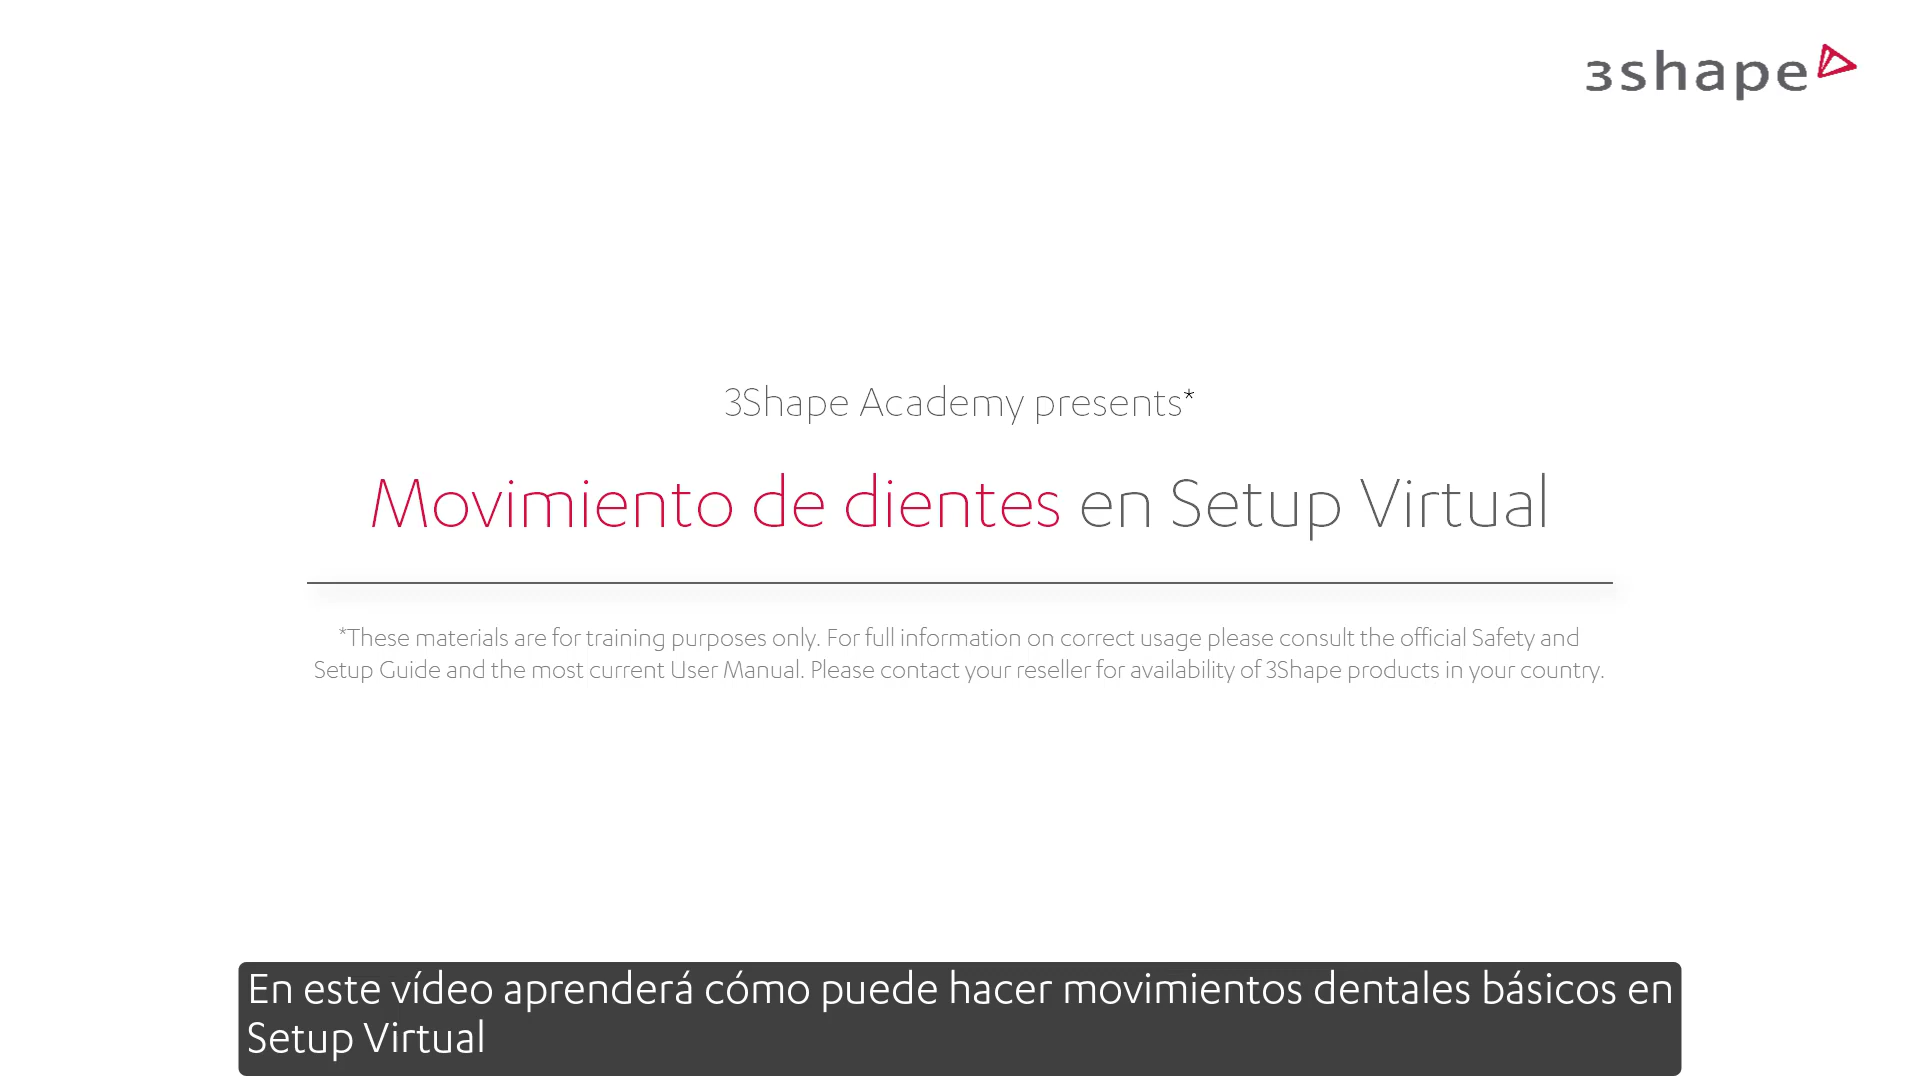 3shape
3Shape Academy presents*
Movimiento de dientes en Setup Virtual
*These materials are for training purposes only. For full information on correct usage please consult the official Safety and
Setup Guide and the most current User Manual. Please contact your reseller for availability of 3Shape products in your country.
En este vídeo aprenderá cómo puede hacer movimientos dentales básicos en
Setup Virtual